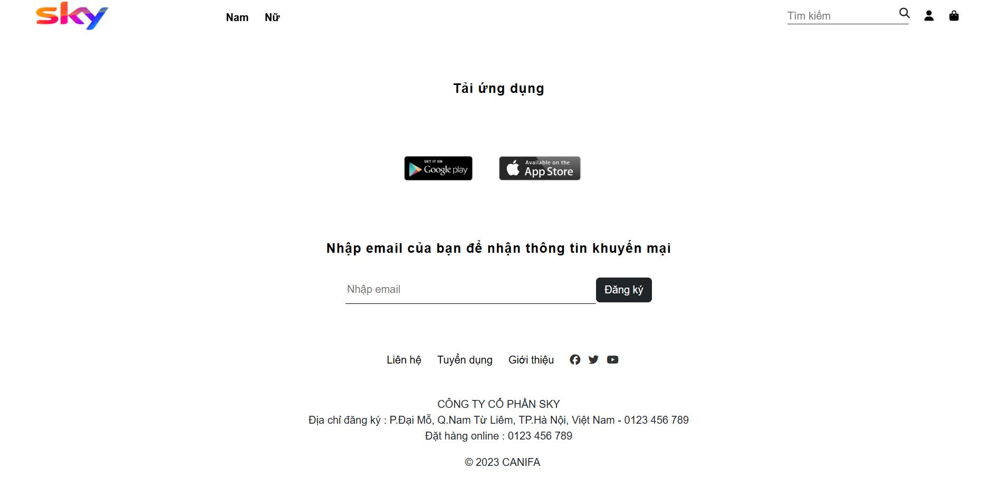 sky
Nam Nữ
Tìm kiếm
Tải ứng dụng
GET IT ON
Google play
Available on the
App Store
Nhập email của bạn để nhận thông tin khuyến mại
Nhập email
Đăng ký
Liên hệ Tuyển dụng Giới thiệu
CÔNG TY CỔ PHẦN SKY
Địa chỉ đăng ký : P.Đại Mỗ, Q.Nam Từ Liêm, TP.Hà Nội, Việt Nam - 0123 456 789
Đặt hàng online : 0123 456 789
© 2023 CANIFA